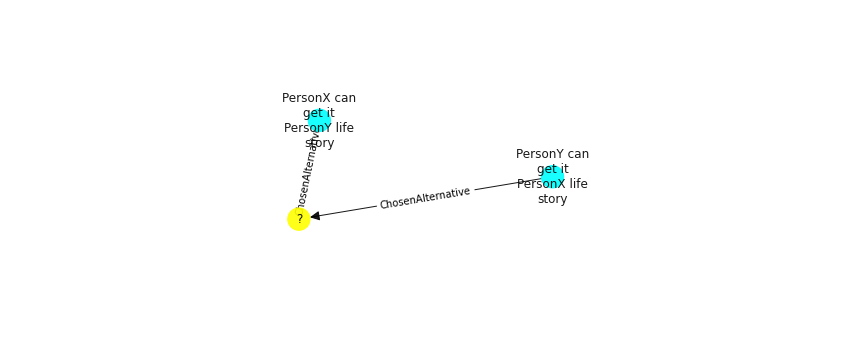 PersonX can
get it
PersonY life
story
ChosenAlternative
PersonY can
get it
PersonX life
story
ChosenAlternative
?